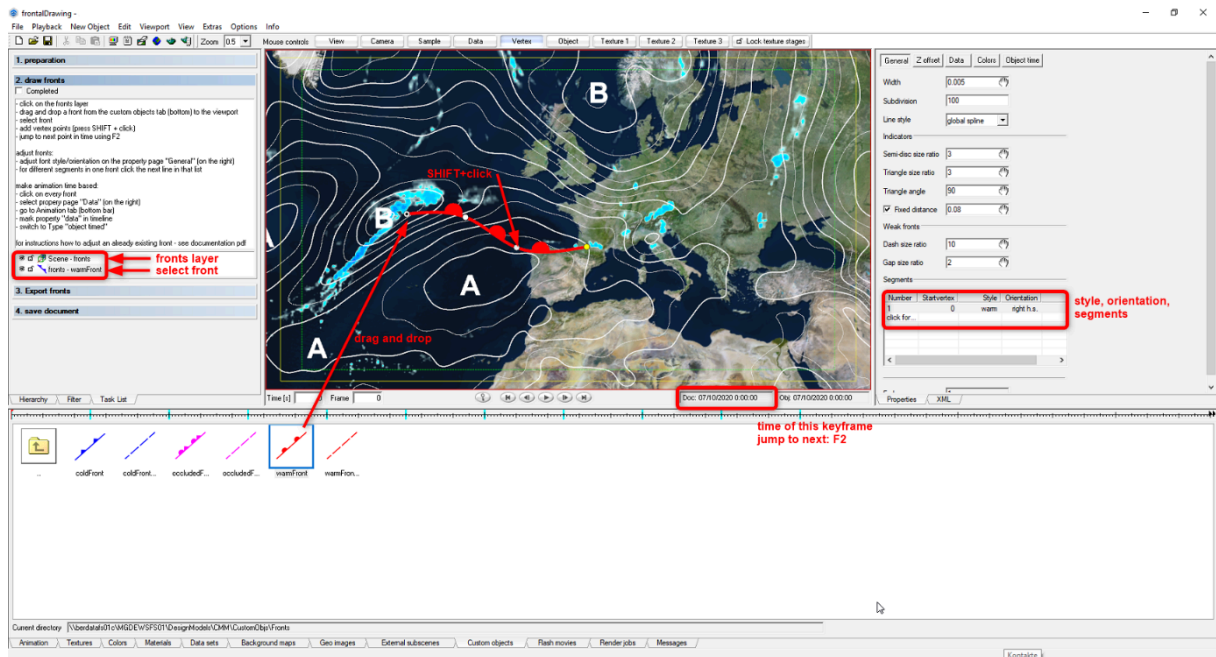 frontalDrawing -
File Playback New Object Edit Viewport View Extras Options Info
Zoom 0.5 Mouse controls View Camera Sample Data Vertex Object Texture 1 Texture 2 Texture 3 Lock texture stages
1. preparation
2. draw fronts
Completed
- click on the fronts layer
- drag and drop a front from the custom objects tab (bottom) to the viewport
- select front
- add vertex points (press SHIFT + click)
- jump to next point in time using F2
adjust fronts:
- adjust font style/orientation on the property page "General" (on the right)
- for different segments in one front click the next line in that list
make animation time based:
- click on every front
- select propery page "Data" (on the right)
- go to Animation tab (bottom bar)
- mark property "data" in timeline
- switch to Type "object timed"
for instructions how to adjust an already existing front - see documentation pdf
Scene - fronts
fronts - warmFront
fronts layer
select front
3. Export fronts
4. save document
Hierarchy Filter Task List
B
SHIFT+click
B
A
A
A
drag and drop
Time [s] 0 Frame 0 Doc: 07/10/2020 0:00:00 Obj: 07/10/2020 0:00:00
time of this keyframe
jump to next: F2
General Z offset Data Colors Object time
Width 0.005
Subdivision 100
Line style global spline
Indicators
Semi-disc size ratio 3
Triangle size ratio 3
Triangle angle 90
Fixed distance 0.08
Weak fronts
Dash size ratio 10
Gap size ratio 2
Segments
Number Startvertex Style Orientation
1 0 warm right h.s.
click for...
style, orientation,
segments
Properties XML
.. coldFront coldFront... occludedF... occludedF... warmFront warmFron...
Current directory \\berdatafs01c\MGDEWSFS01\DesignModels\CMM\CustomObjs\Fronts
Animation Textures Colors Materials Data sets Background maps Geo images External subscenes Custom objects Flash movies Render jobs Messages
Kontakte